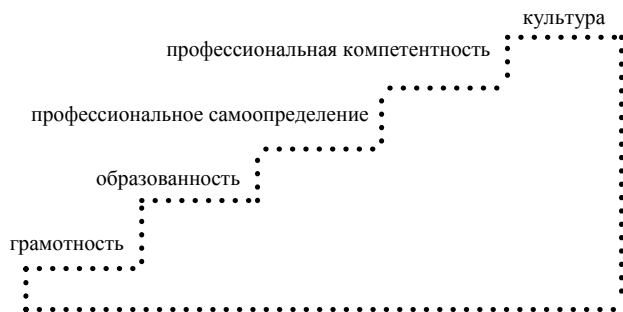 культура
профессиональная компетентность
профессиональное самоопределение
образованность
грамотность